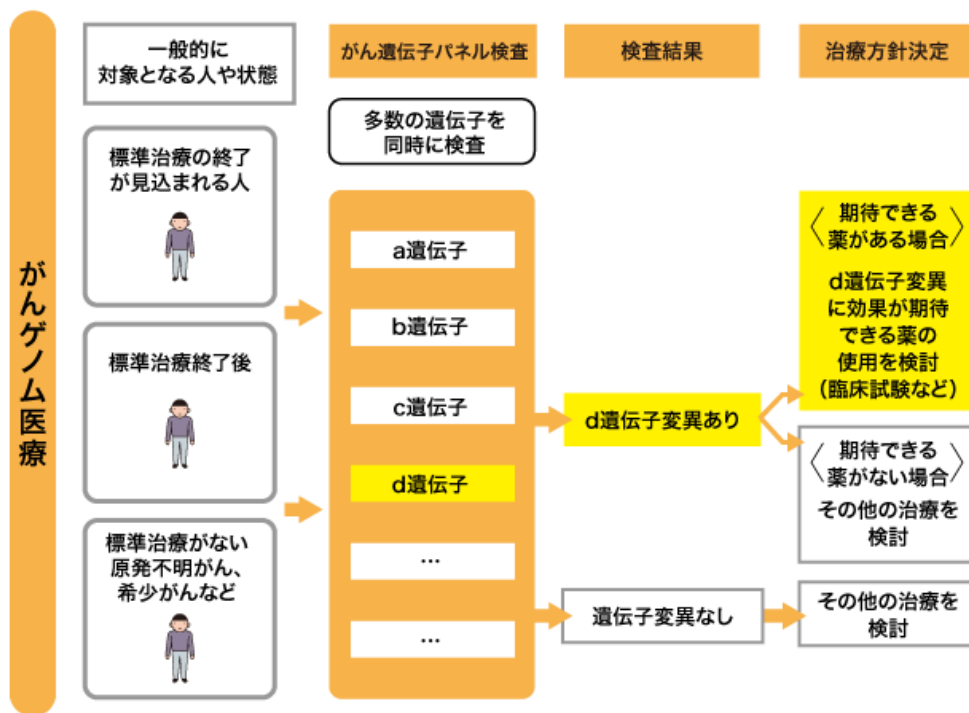 がんゲノム医療
一般的に
対象となる人や状態
標準治療の終了
が見込まれる人
標準治療終了後
標準治療がない
原発不明がん、
希少がんなど
がん遺伝子パネル検査
多数の遺伝子を
同時に検査
a遺伝子
b遺伝子
c遺伝子
d遺伝子
…
…
検査結果
d遺伝子変異あり
遺伝子変異なし
治療方針決定
〈期待できる
薬がある場合〉
d遺伝子変異
に効果が期待
できる薬の
使用を検討
(臨床試験など)
〈期待できる
薬がない場合〉
その他の治療を
検討
その他の治療を
検討